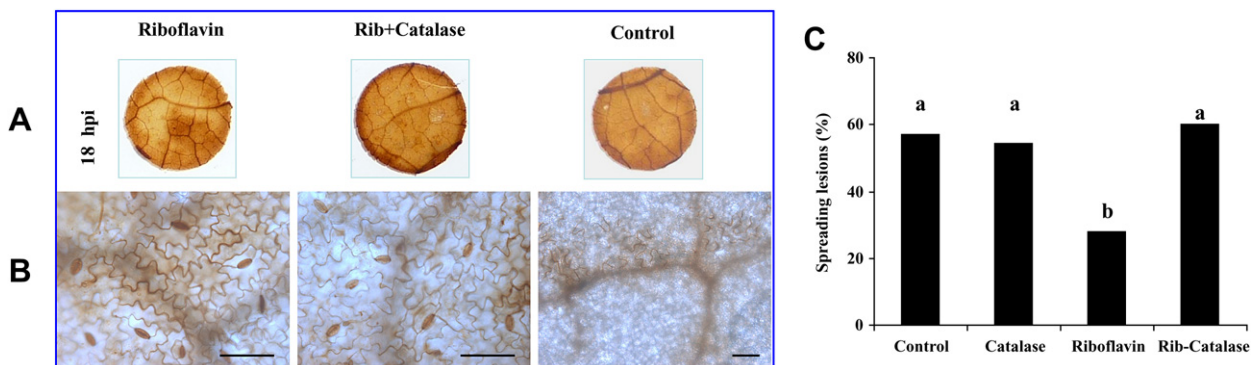 Riboflavin Rib+Catalase Control
A
18 hpi
B
C
Spreading lesions (%)
80
60
40
20
0
a a b a
Control Catalase Riboflavin Rib-Catalase